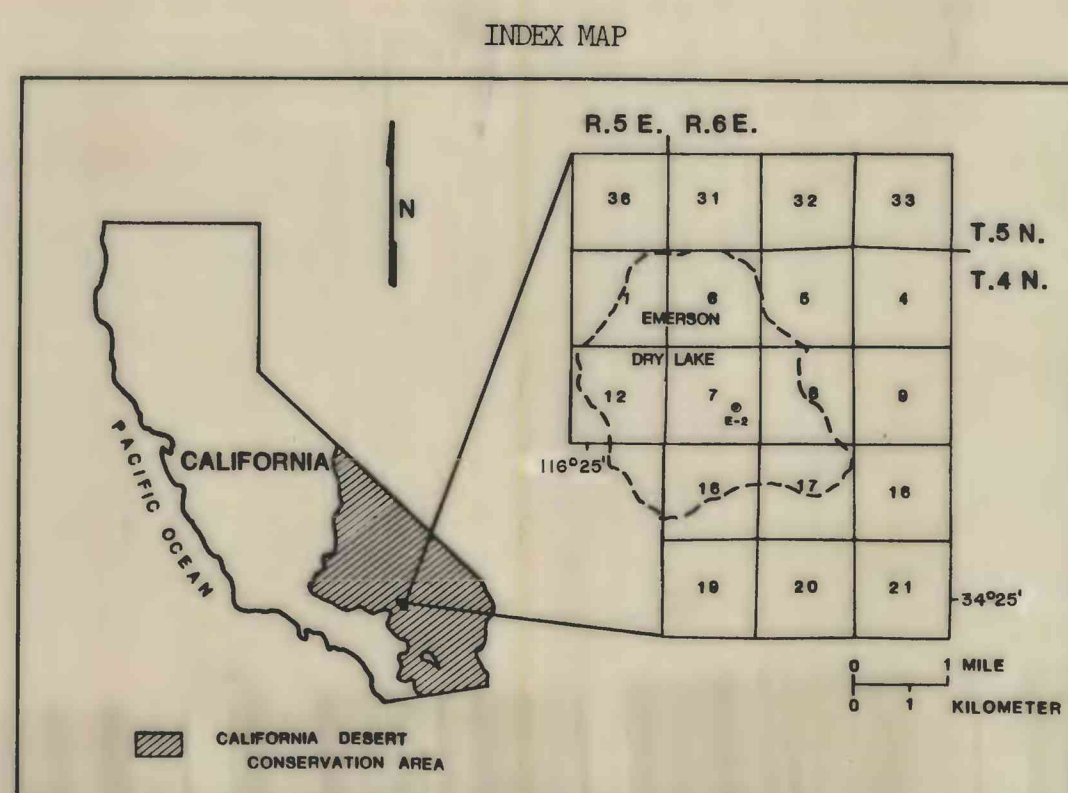 INDEX MAP
R.5 E. R.6 E.
36 31 32 33
T.5 N.
T.4 N.
1 6 5 4
EMERSON
DRY LAKE
12 7 8 9
E-2
116°25'
16 17 16
19 20 21
34°25'
0 1 MILE
0 1 KILOMETER
N
CALIFORNIA
PACIFIC OCEAN
CALIFORNIA DESERT
CONSERVATION AREA